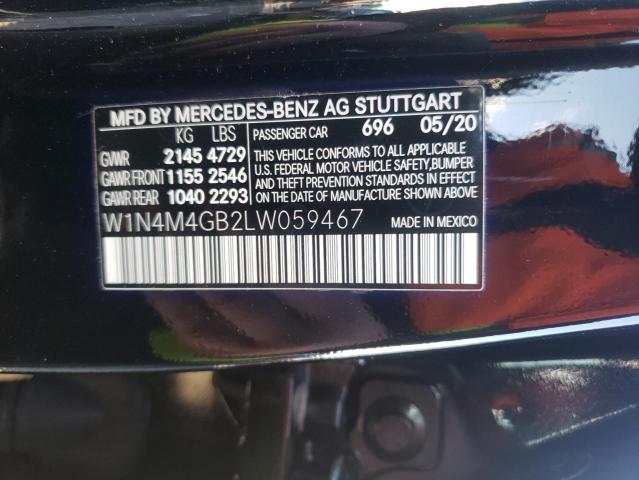 MFD BY MERCEDES-BENZ AG STUTTGART
KG LBS PASSENGER CAR 696 05/20
GVWR 2145 4729
GAWR FRONT 1155 2546
GAWR REAR 1040 2293
THIS VEHICLE CONFORMS TO ALL APPLICABLE
U.S. FEDERAL MOTOR VEHICLE SAFETY, BUMPER
AND THEFT PREVENTION STANDARDS IN EFFECT
ON THE DATE OF MANUFACTURE SHOWN ABOVE
W1N4M4GB2LW059467 MADE IN MEXICO